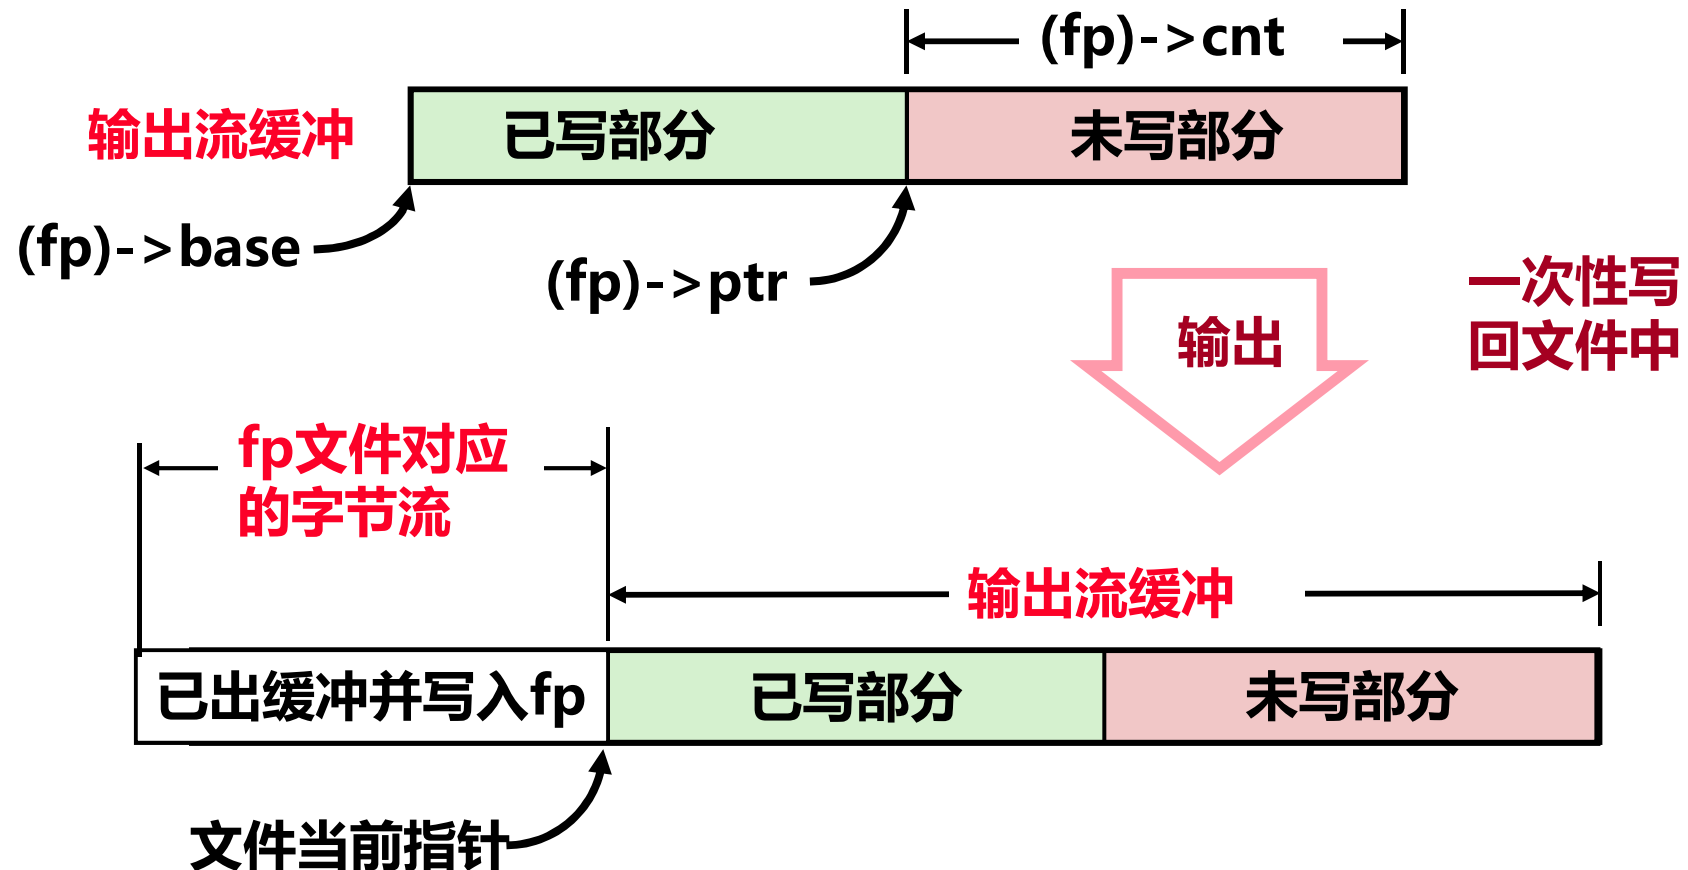 (fp)->cnt
输出流缓冲
已写部分
未写部分
(fp)->base
(fp)->ptr
一次性写
回文件中
输出
fp文件对应
的字节流
输出流缓冲
已出缓冲并写入fp
已写部分
未写部分
文件当前指针